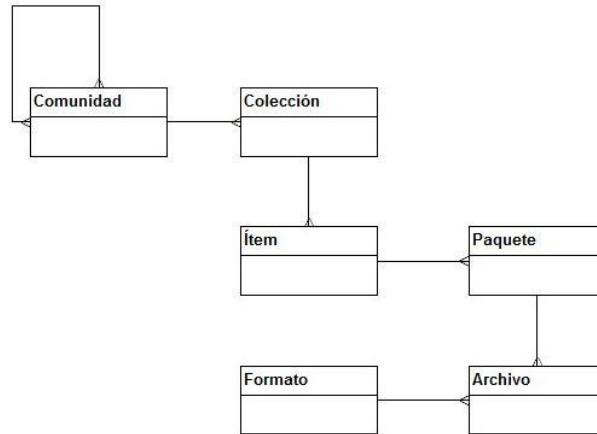 Comunidad
Colección
Ítem
Paquete
Formato
Archivo